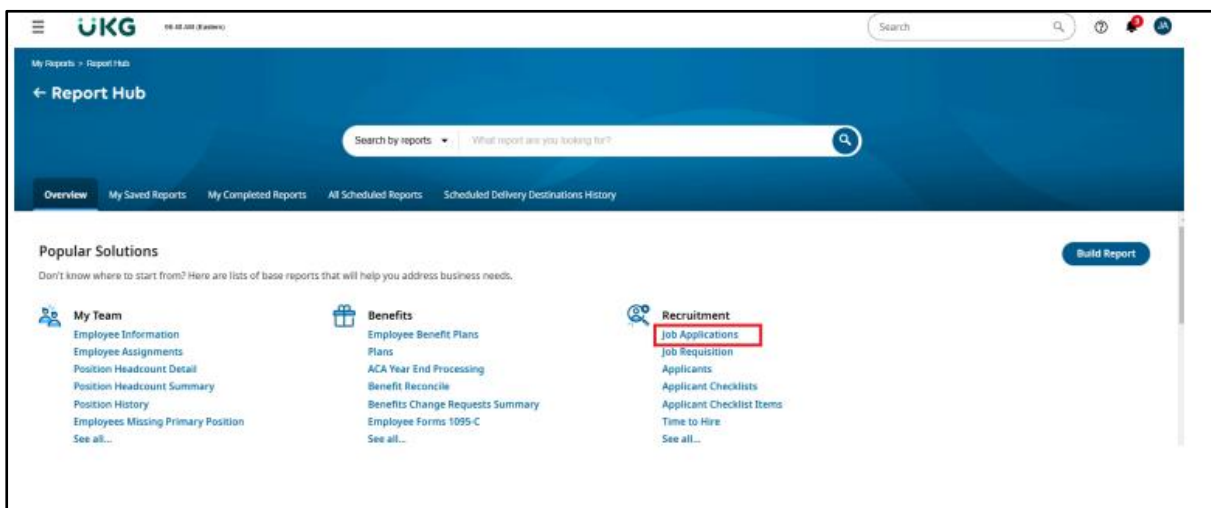 UKG
Search
3
JA
My Reports > Report Hub
← Report Hub
Search by reports
What report are you looking for?
Overview My Saved Reports My Completed Reports All Scheduled Reports Scheduled Delivery Destinations History
Popular Solutions
Build Report
Don't know where to start from? Here are lists of base reports that will help you address business needs.
My Team
Employee Information
Employee Assignments
Position Headcount Detail
Position Headcount Summary
Position History
Employees Missing Primary Position
See all...
Benefits
Employee Benefit Plans
Plans
ACA Year End Processing
Benefit Reconcile
Benefits Change Requests Summary
Employee Forms 1095-C
See all...
Recruitment
Job Applications
Job Requisition
Applicants
Applicant Checklists
Applicant Checklist Items
Time to Hire
See all...